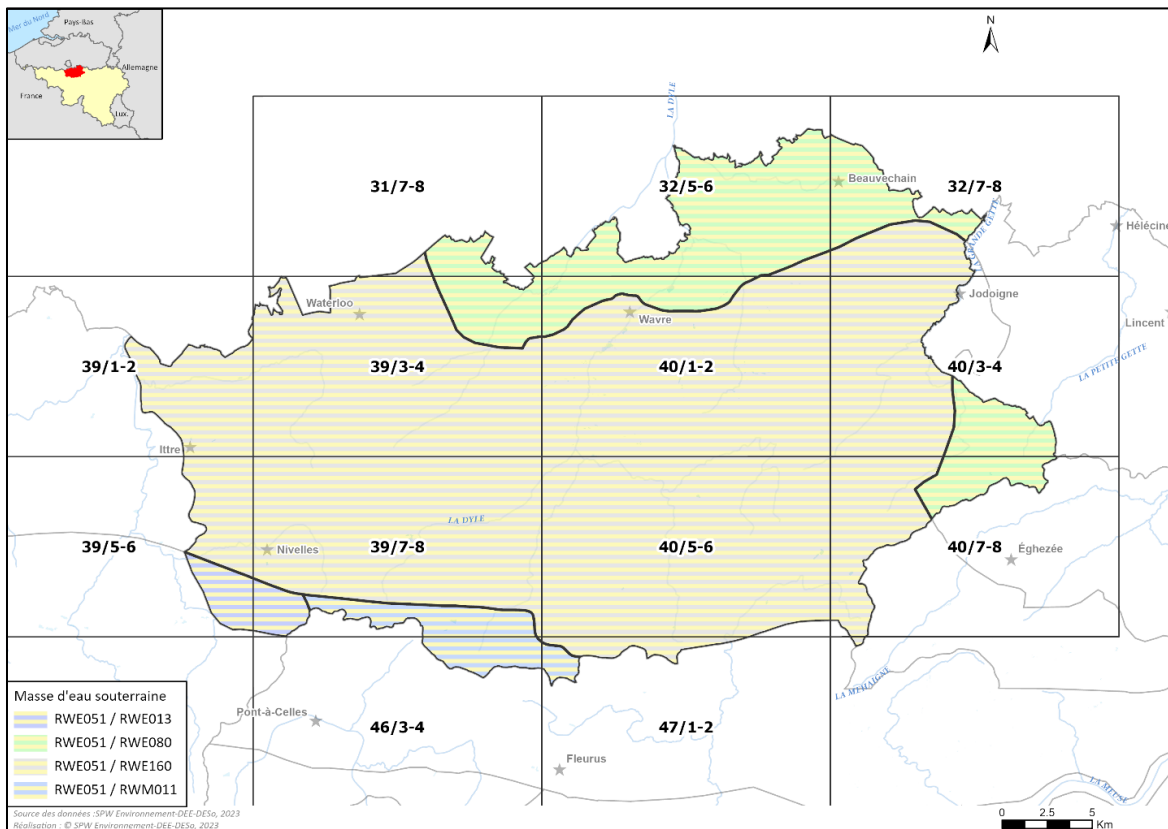 Mer du Nord
Pays-Bas
Allemagne
France
Lux.
N
LA DYLE
31/7-8
32/5-6
Beauvechain
32/7-8
Hélécine
LA GRANDE GETTE
Waterloo
Wavre
Jodoigne
Lincent
39/1-2
39/3-4
40/1-2
40/3-4
LA PETITE GETTE
Ittre
LA DYLE
39/5-6
Nivelles
39/7-8
40/5-6
40/7-8
Éghezée
LA MEHAIGNE
Masse d'eau souterraine
RWE051 / RWE013
RWE051 / RWE080
RWE051 / RWE160
RWE051 / RWM011
Pont-à-Celles
46/3-4
47/1-2
Fleurus
LA MEUSE
Source des données :SPW Environnement-DEE-DESo, 2023
Réalisation : © SPW Environnement-DEE-DESo, 2023
0 2.5 5
Km